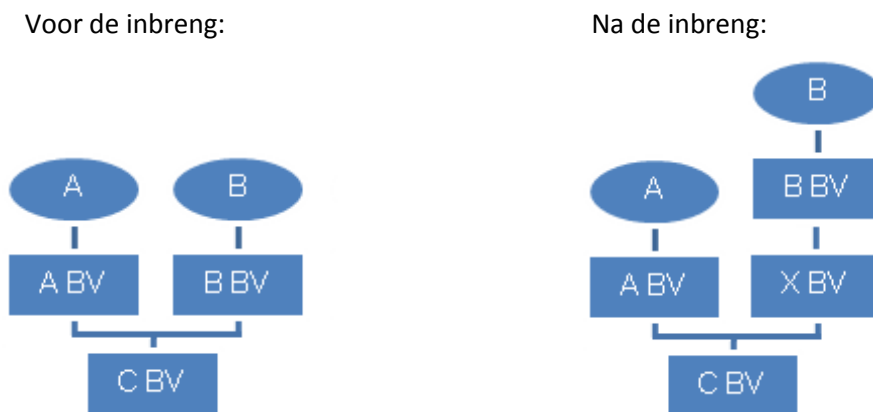 Voor de inbreng:
A
B
A BV
B BV
C BV
Na de inbreng:
B
A
B BV
A BV
X BV
C BV